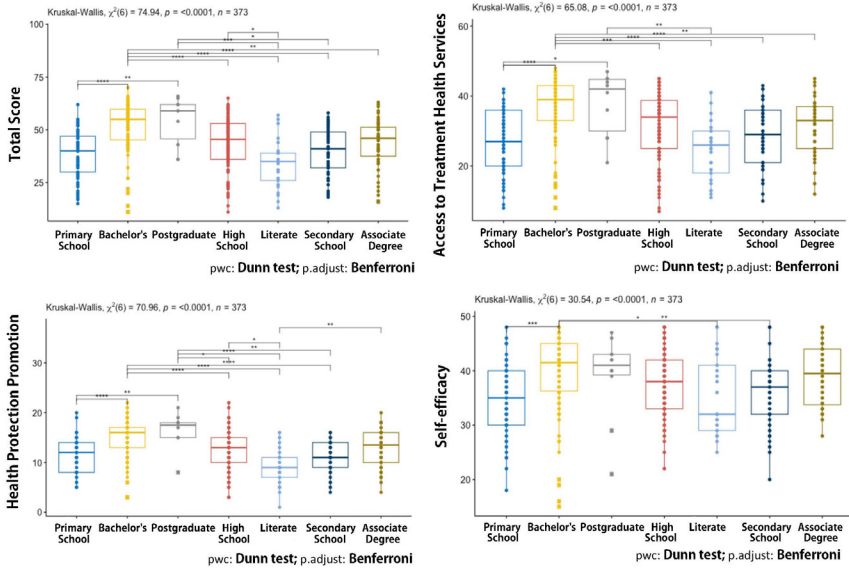 Kruskal-Wallis, χ²(6) = 74.94, p = <0.0001, n = 373
Total Score
100
75
50
25
*
*
***
**
****
****
****
**
****
Primary School
Bachelor's
Postgraduate
High School
Literate
Secondary School
Associate Degree
pwc: Dunn test; p.adjust: Benferroni
Kruskal-Wallis, χ²(6) = 65.08, p = <0.0001, n = 373
Access to Treatment Health Services
60
40
20
**
**
****
****
***
*
****
Primary School
Bachelor's
Postgraduate
High School
Literate
Secondary School
Associate Degree
pwc: Dunn test; p.adjust: Benferroni
Kruskal-Wallis, χ²(6) = 70.96, p = <0.0001, n = 373
Health Protection Promotion
30
20
10
0
**
*
**
****
*
****
****
****
**
****
Primary School
Bachelor's
Postgraduate
High School
Literate
Secondary School
Associate Degree
pwc: Dunn test; p.adjust: Benferroni
Kruskal-Wallis, χ²(6) = 30.54, p = <0.0001, n = 373
Self-efficacy
50
40
30
20
***
*
**
Primary School
Bachelor's
Postgraduate
High School
Literate
Secondary School
Associate Degree
pwc: Dunn test; p.adjust: Benferroni